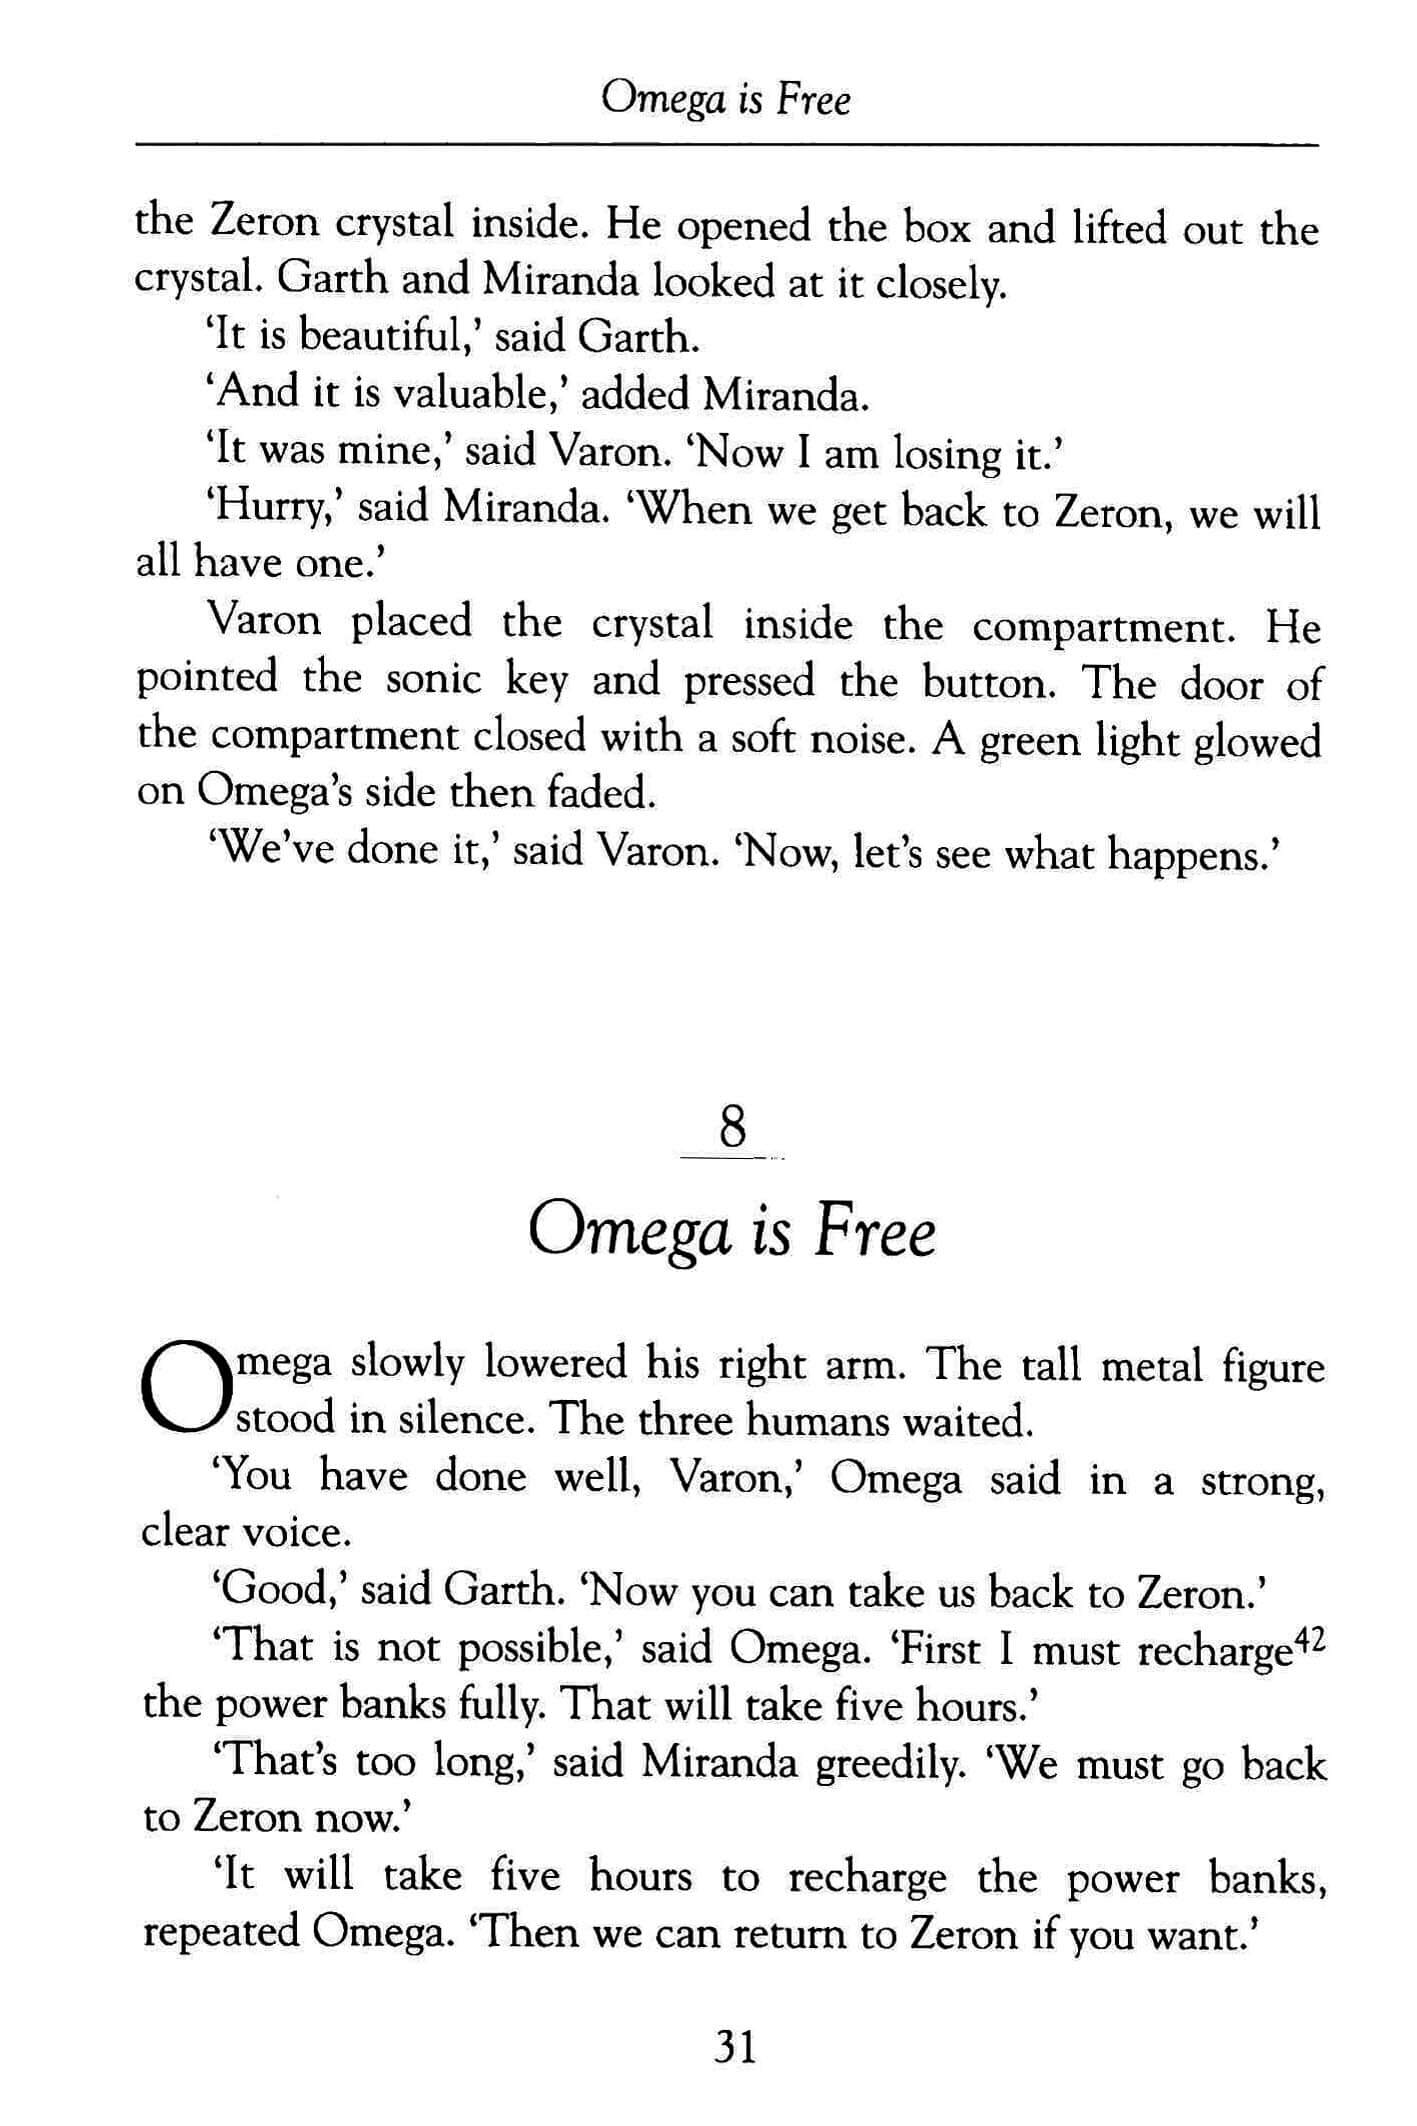 Omega is Free
the Zeron crystal inside. He opened the box and lifted out the
crystal. Garth and Miranda looked at it closely.
‘It is beautiful,’ said Garth.
‘And it is valuable,’ added Miranda.
‘It was mine,’ said Varon. ‘Now I am losing it.’
‘Hurry,’ said Miranda. ‘When we get back to Zeron, we will
all have one.’
Varon placed the crystal inside the compartment. He
pointed the sonic key and pressed the button. The door of
the compartment closed with a soft noise. A green light glowed
on Omega’s side then faded.
‘We’ve done it,’ said Varon. ‘Now, let’s see what happens.’
8
Omega is Free
Omega slowly lowered his right arm. The tall metal figure
stood in silence. The three humans waited.
‘You have done well, Varon,’ Omega said in a strong,
clear voice.
‘Good,’ said Garth. ‘Now you can take us back to Zeron.’
‘That is not possible,’ said Omega. ‘First I must recharge⁴²
the power banks fully. That will take five hours.’
‘That’s too long,’ said Miranda greedily. ‘We must go back
to Zeron now.’
‘It will take five hours to recharge the power banks,
repeated Omega. ‘Then we can return to Zeron if you want.’
31